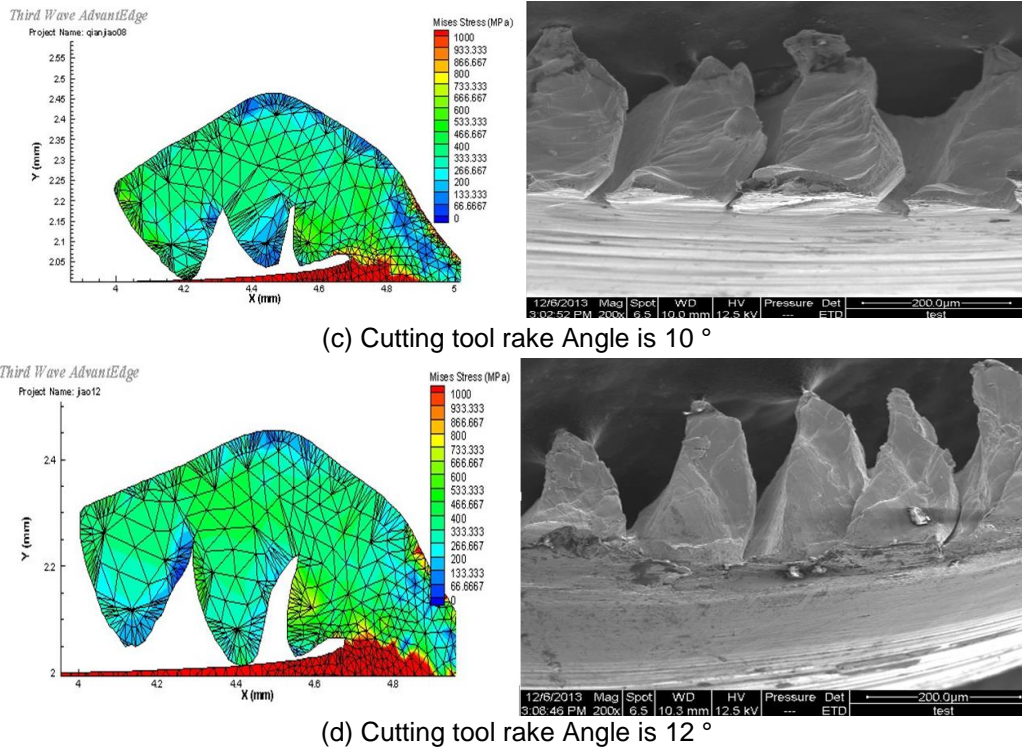 Third Wave AdvantEdge
Project Name: qianjiao08
Mises Stress (MPa)
1000
933.333
866.667
800
733.333
666.667
600
533.333
466.667
400
333.333
266.667
200
133.333
66.6667
0
Y (mm)
2.55
2.5
2.45
2.4
2.35
2.3
2.25
2.2
2.15
2.1
2.05
4 4.2 4.4 4.6 4.8 5
X (mm)
12/6/2013 Mag Spot WD HV Pressure Det 200.0µm
3:02:52 PM 200x 6.5 10.0 mm 12.5 kV --- ETD test
(c) Cutting tool rake Angle is 10 °
Third Wave AdvantEdge
Project Name: jiao12
Mises Stress (MPa)
1000
933.333
866.667
800
733.333
666.667
600
533.333
466.667
400
333.333
266.667
200
133.333
66.6667
0
Y (mm)
2.4
2.2
2
4 4.2 4.4 4.6 4.8
X (mm)
12/6/2013 Mag Spot WD HV Pressure Det 200.0µm
3:08:46 PM 200x 6.5 10.3 mm 12.5 kV --- ETD test
(d) Cutting tool rake Angle is 12 °